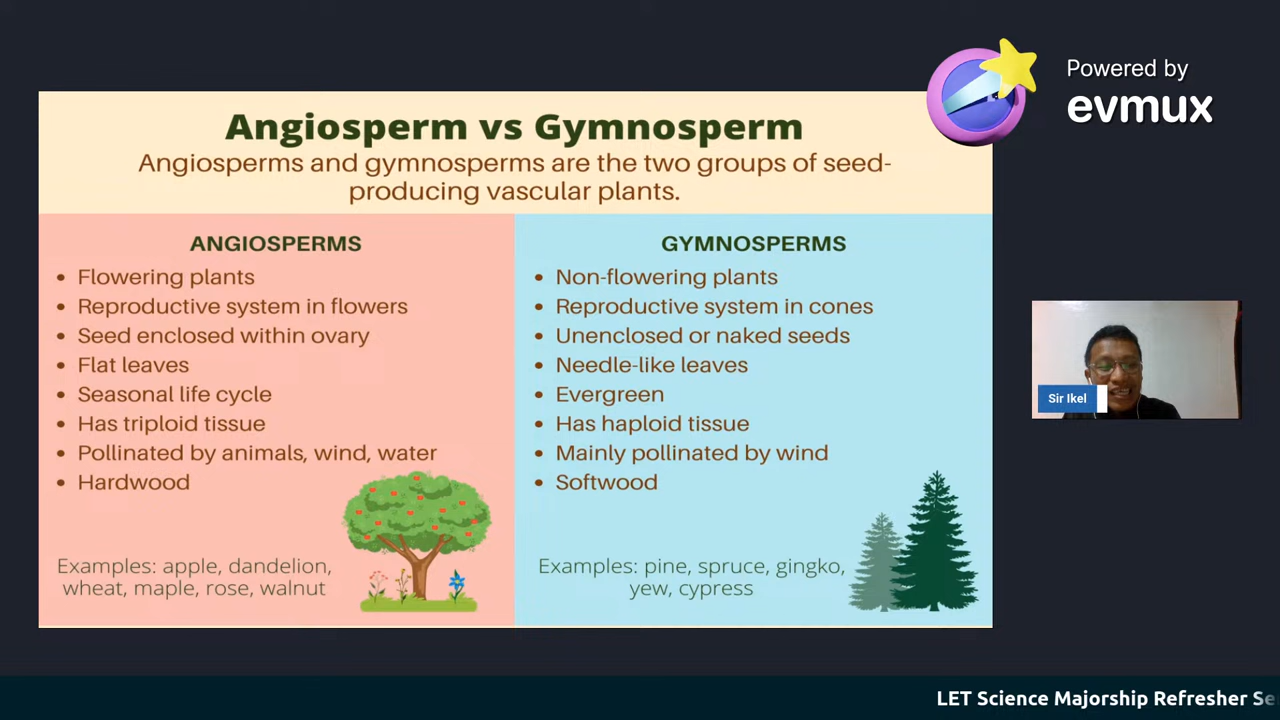 Powered by
evmux
Angiosperm vs Gymnosperm
Angiosperms and gymnosperms are the two groups of seed-
producing vascular plants.
ANGIOSPERMS
• Flowering plants
• Reproductive system in flowers
• Seed enclosed within ovary
• Flat leaves
• Seasonal life cycle
• Has triploid tissue
• Pollinated by animals, wind, water
• Hardwood
Examples: apple, dandelion,
wheat, maple, rose, walnut
GYMNOSPERMS
• Non-flowering plants
• Reproductive system in cones
• Unenclosed or naked seeds
• Needle-like leaves
• Evergreen
• Has haploid tissue
• Mainly pollinated by wind
• Softwood
Examples: pine, spruce, gingko,
yew, cypress
Sir Ikel
LET Science Majorship Refresher Se